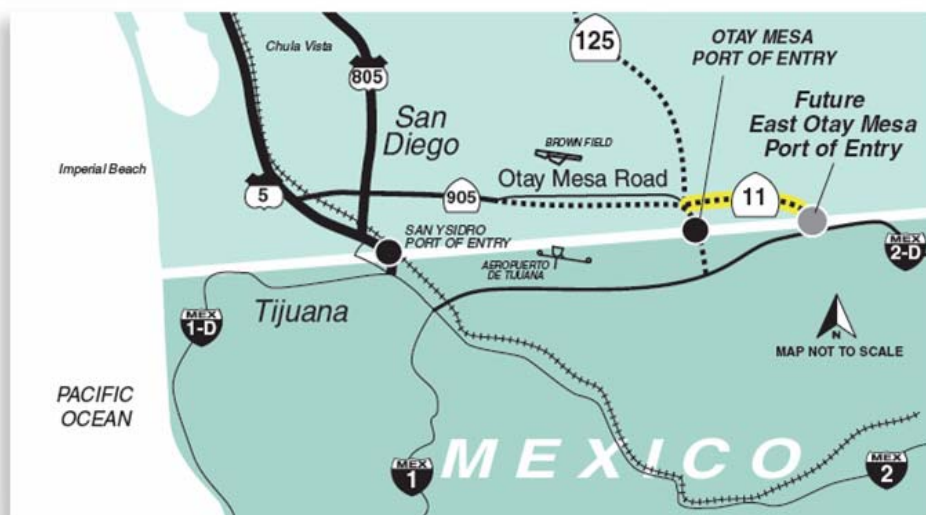 Chula Vista
125
OTAY MESA
PORT OF ENTRY
805
San
Diego
Future
East Otay Mesa
Port of Entry
BROWN FIELD
Imperial Beach
Otay Mesa Road
5
905
11
SAN YSIDRO
PORT OF ENTRY
AEROPUERTO
DE TIJUANA
MEX
2-D
MEX
1-D
Tijuana
N
MAP NOT TO SCALE
PACIFIC
OCEAN
MEXICO
MEX
1
MEX
2